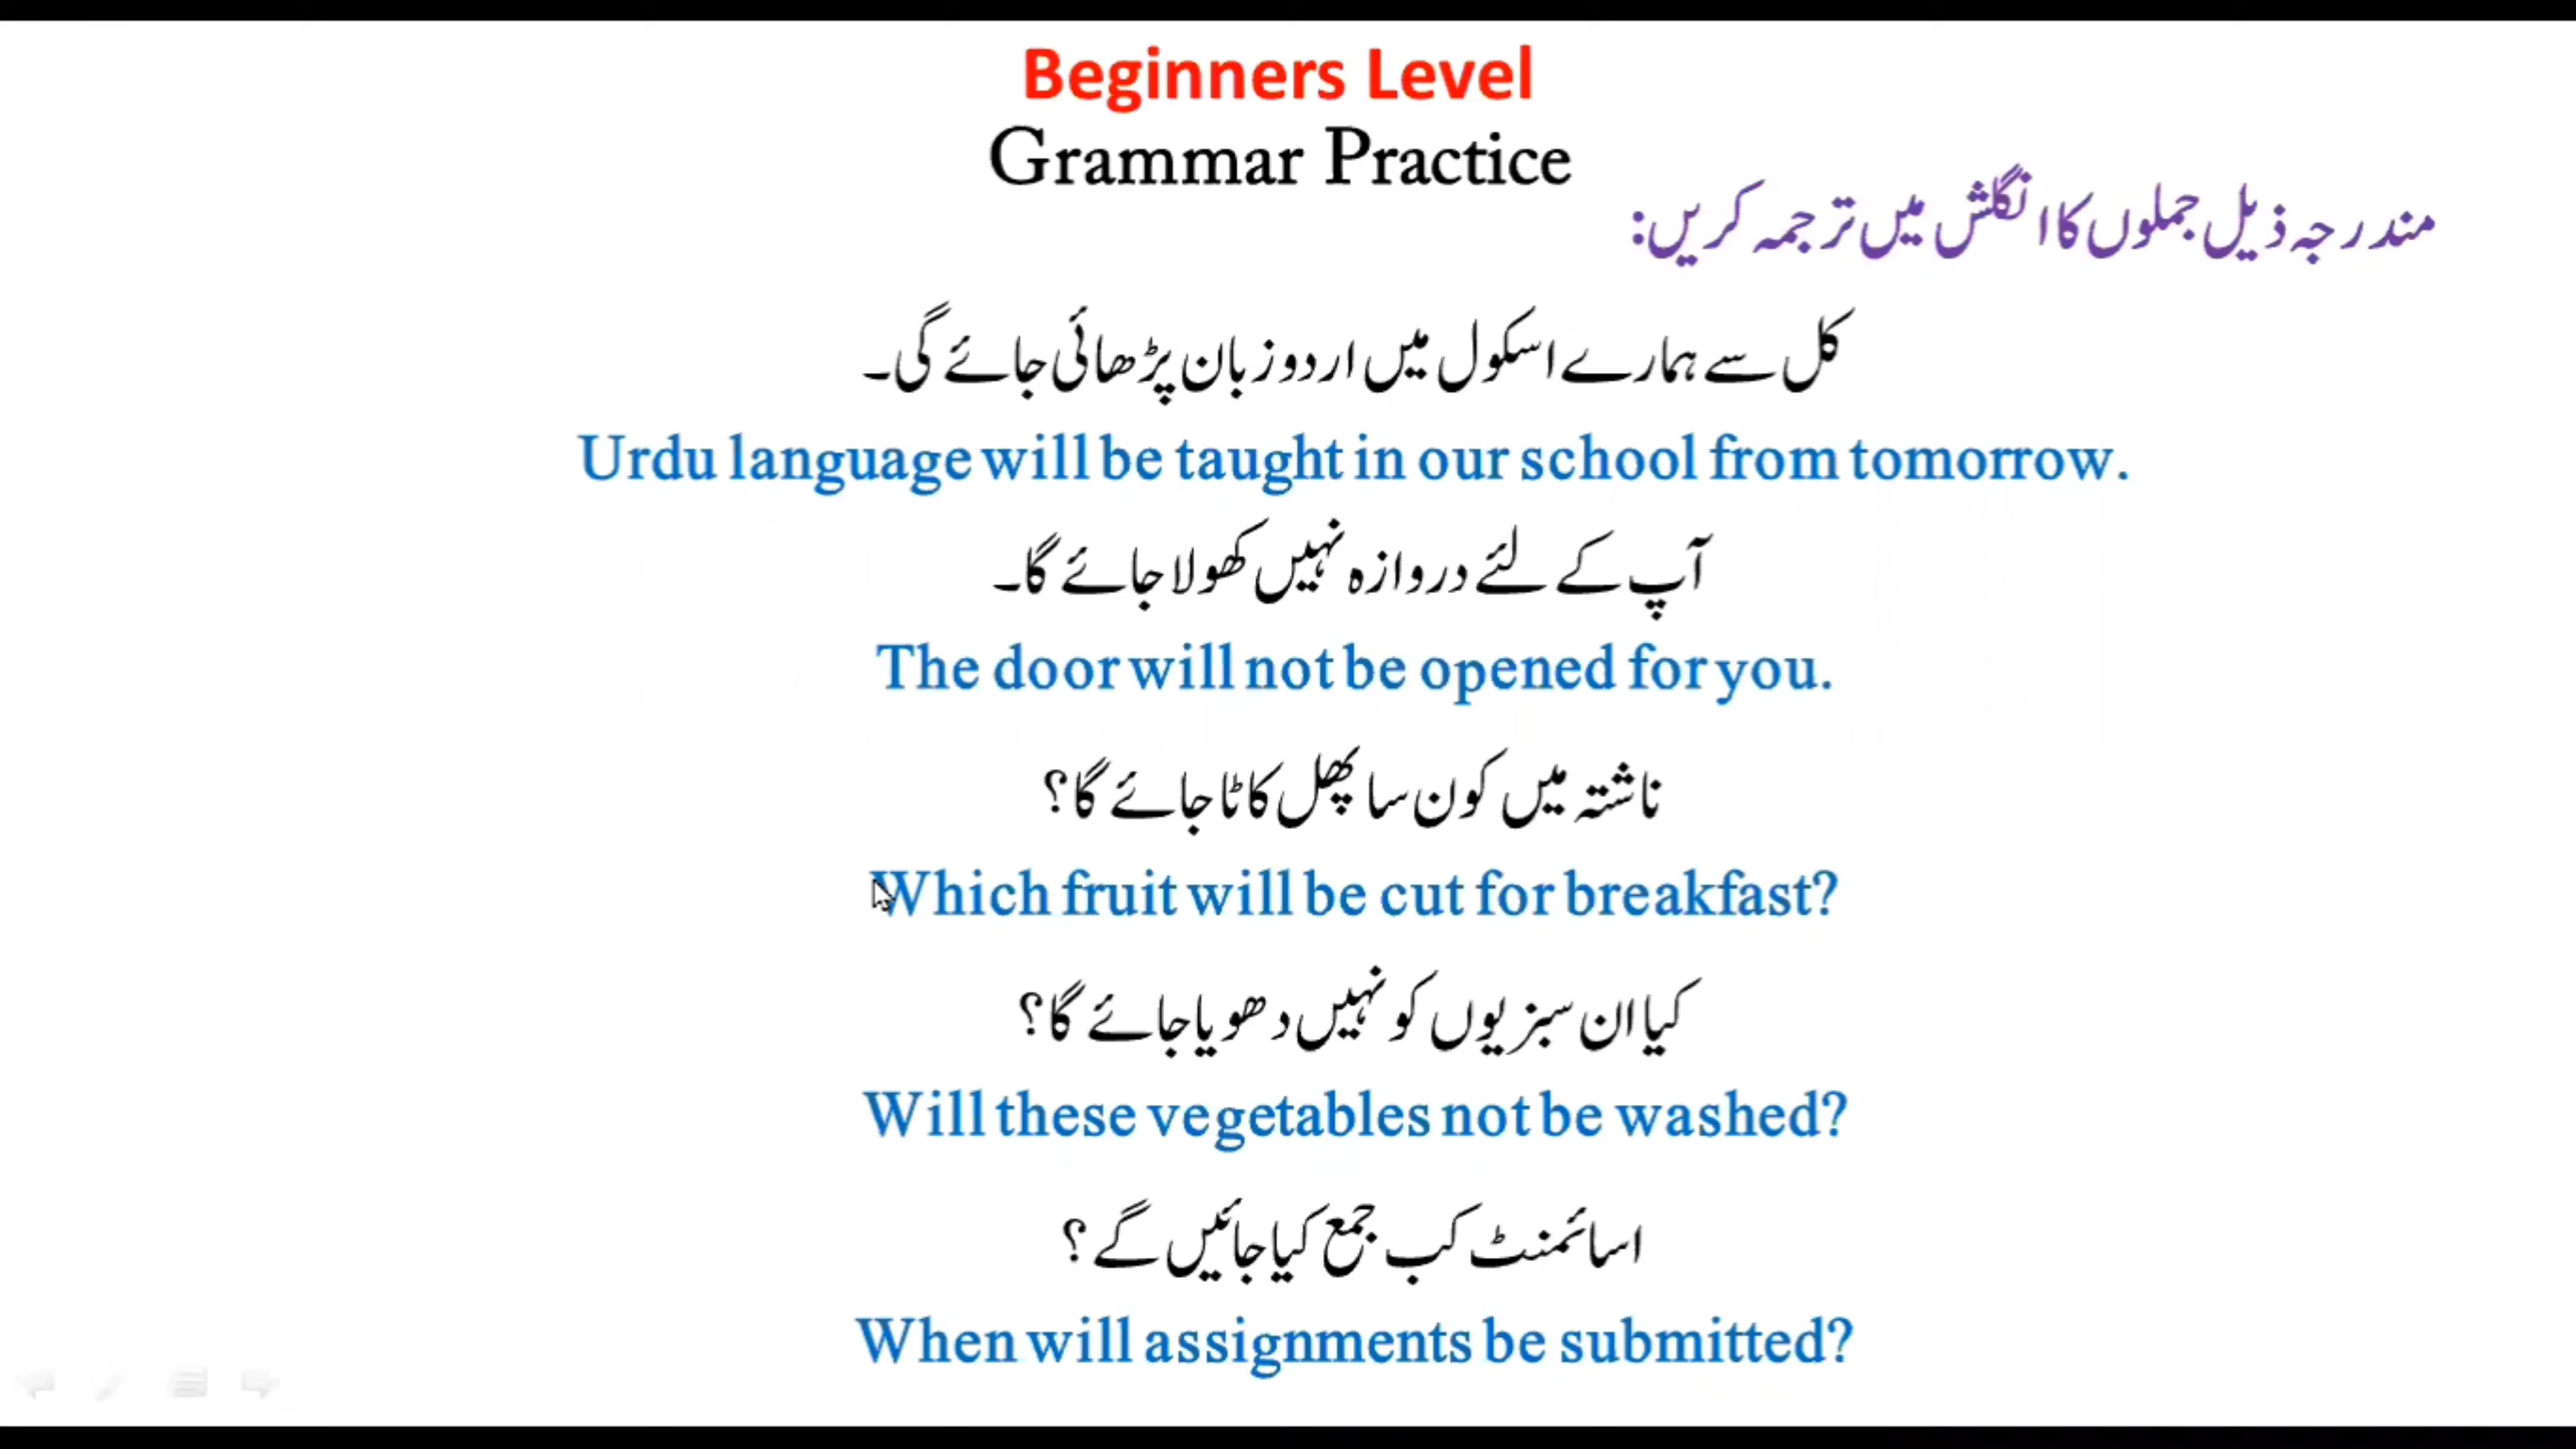 Beginners Level
Grammar Practice
مندرجہ ذیل جملوں کا انگلش میں ترجمہ کریں:
کل سے ہمارے اسکول میں اردو زبان پڑھائی جائے گی۔
Urdu language will be taught in our school from tomorrow.
آپ کے لئے دروازہ نہیں کھولا جائے گا۔
The door will not be opened for you.
ناشتہ میں کون سا پھل کاٹا جائے گا؟
Which fruit will be cut for breakfast?
کیا ان سبزیوں کو نہیں دھویا جائے گا؟
Will these vegetables not be washed?
اسائمنٹ کب جمع کیا جائیں گے؟
When will assignments be submitted?